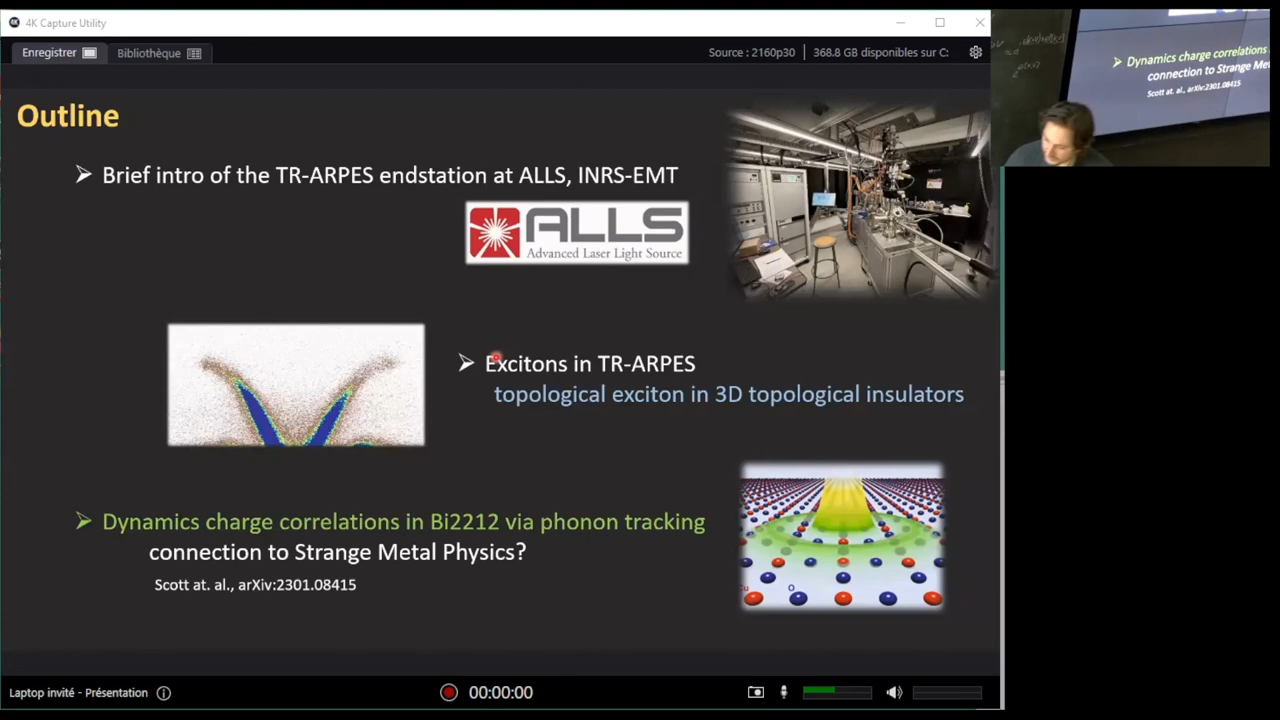 4K Capture Utility
Enregistrer
Bibliothèque
Source : 2160p30
368.8 GB disponibles sur C:
Outline
Brief intro of the TR-ARPES endstation at ALLS, INRS-EMT
ALLS
Advanced Laser Light Source
Excitons in TR-ARPES
topological exciton in 3D topological insulators
Dynamics charge correlations in Bi2212 via phonon tracking
connection to Strange Metal Physics?
Scott at. al., arXiv:2301.08415
O
Laptop invité - Présentation
00:00:00
Dynamics charge correlations
connection to Strange Met
Scott at. al., arXiv:2301.08415